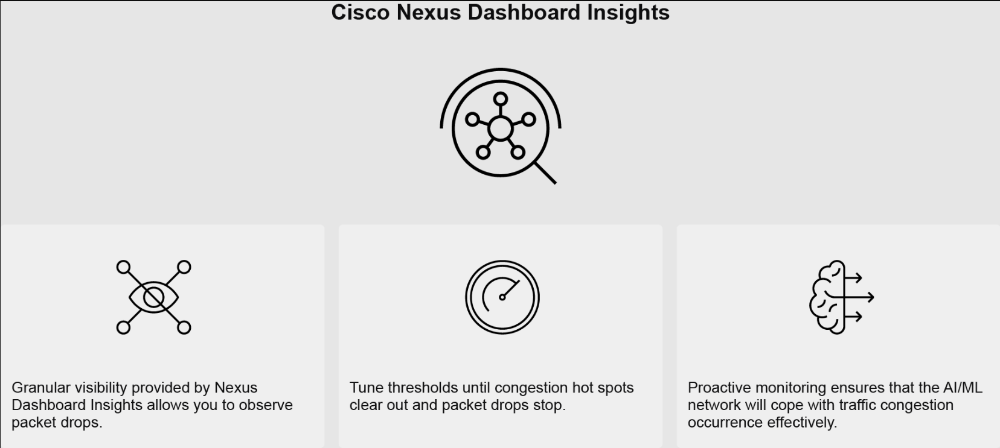 Cisco Nexus Dashboard Insights
Granular visibility provided by Nexus
Dashboard Insights allows you to observe
packet drops.
Tune thresholds until congestion hot spots
clear out and packet drops stop.
Proactive monitoring ensures that the AI/ML
network will cope with traffic congestion
occurrence effectively.